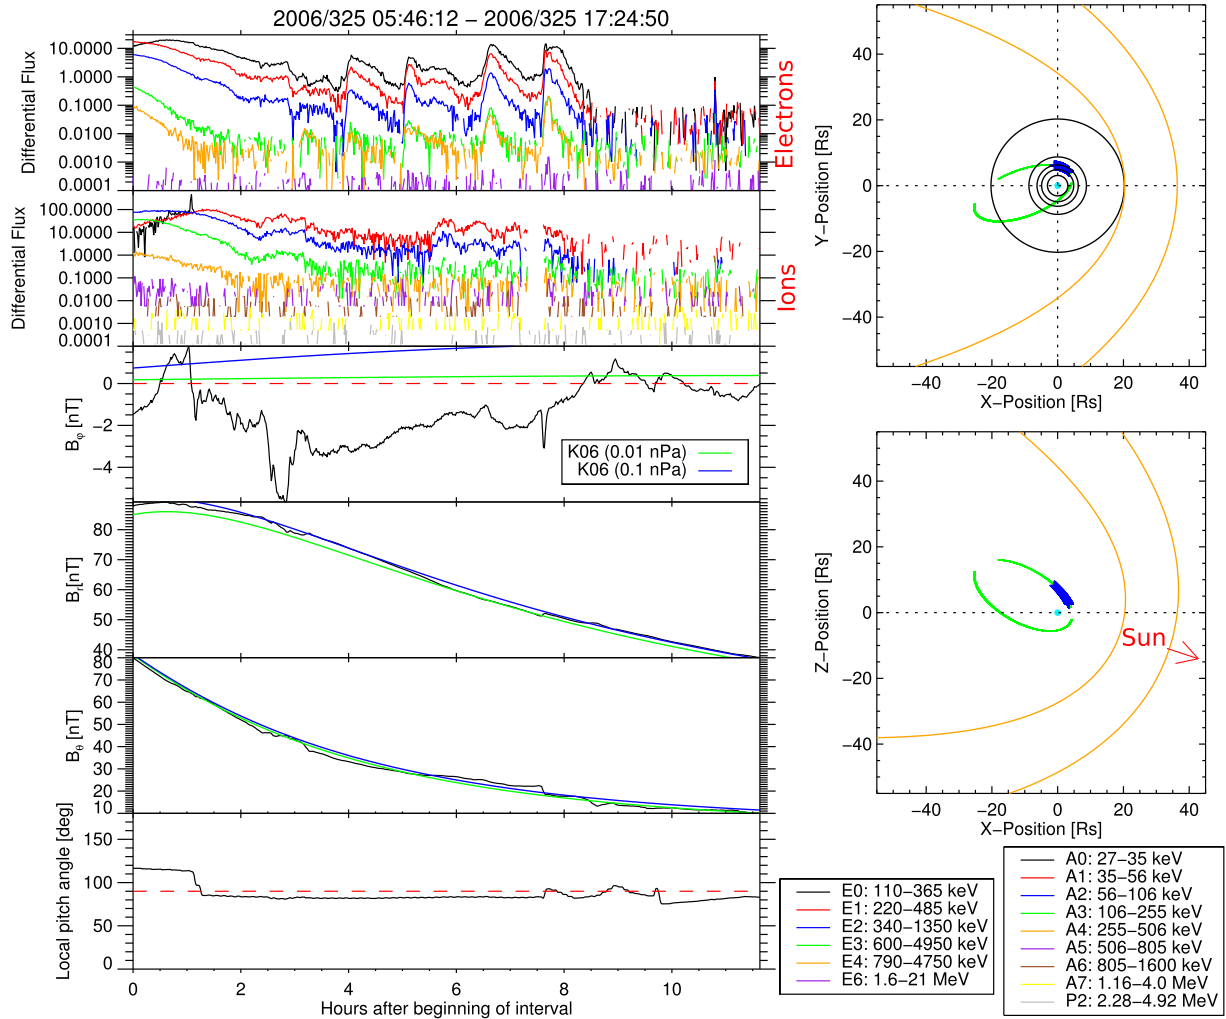 2006/325 05:46:12 − 2006/325 17:24:50
Differential Flux
10.0000
1.0000
0.1000
0.0100
0.0010
0.0001
Electrons
Differential Flux
100.0000
10.0000
1.0000
0.1000
0.0100
0.0010
0.0001
Ions
Bφ [nT]
0
−2
−4
K06 (0.01 nPa)
K06 (0.1 nPa)
Br[nT]
80
70
60
50
40
Bθ [nT]
80
70
60
50
40
30
20
10
Local pitch angle [deg]
150
100
50
0
0 2 4 6 8 10
Hours after beginning of interval
Y−Position [Rs]
40
20
0
−20
−40
−40 −20 0 20 40
X−Position [Rs]
Z−Position [Rs]
40
20
0
−20
−40
Sun
−40 −20 0 20 40
X−Position [Rs]
E0: 110−365 keV
E1: 220−485 keV
E2: 340−1350 keV
E3: 600−4950 keV
E4: 790−4750 keV
E6: 1.6−21 MeV
A0: 27−35 keV
A1: 35−56 keV
A2: 56−106 keV
A3: 106−255 keV
A4: 255−506 keV
A5: 506−805 keV
A6: 805−1600 keV
A7: 1.16−4.0 MeV
P2: 2.28−4.92 MeV